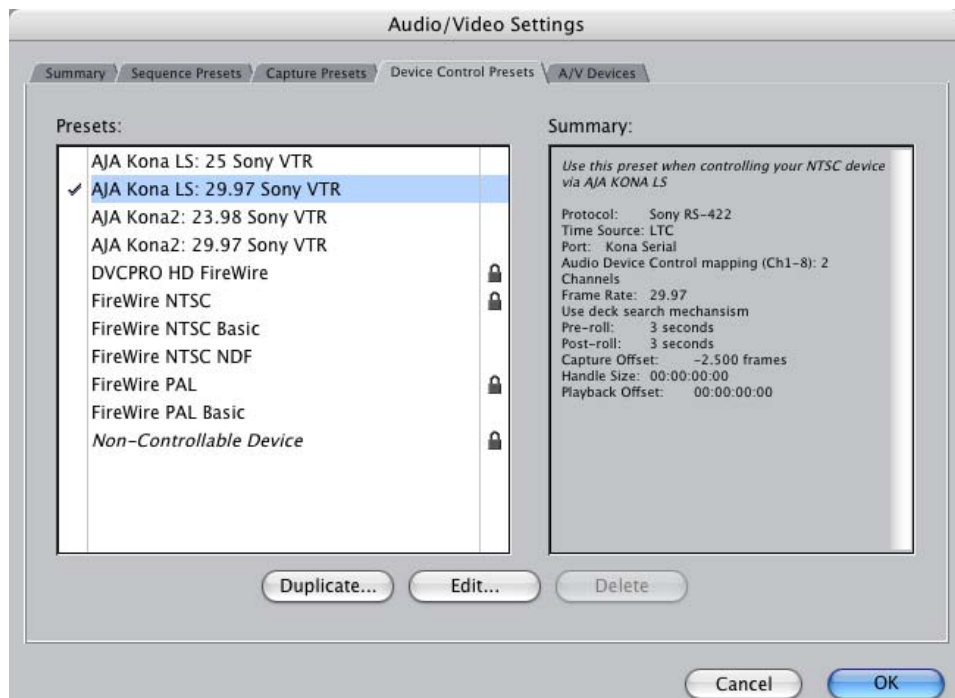 Audio/Video Settings
Summary
Sequence Presets
Capture Presets
Device Control Presets
A/V Devices
Presets:
AJA Kona LS: 25 Sony VTR
AJA Kona LS: 29.97 Sony VTR
AJA Kona2: 23.98 Sony VTR
AJA Kona2: 29.97 Sony VTR
DVCPRO HD FireWire
FireWire NTSC
FireWire NTSC Basic
FireWire NTSC NDF
FireWire PAL
FireWire PAL Basic
Non-Controllable Device
Summary:
Use this preset when controlling your NTSC device
via AJA KONA LS
Protocol: Sony RS-422
Time Source: LTC
Port: Kona Serial
Audio Device Control mapping (Ch1-8): 2
Channels
Frame Rate: 29.97
Use deck search mechansism
Pre-roll: 3 seconds
Post-roll: 3 seconds
Capture Offset: -2.500 frames
Handle Size: 00:00:00:00
Playback Offset: 00:00:00:00
Duplicate...
Edit...
Delete
Cancel
OK